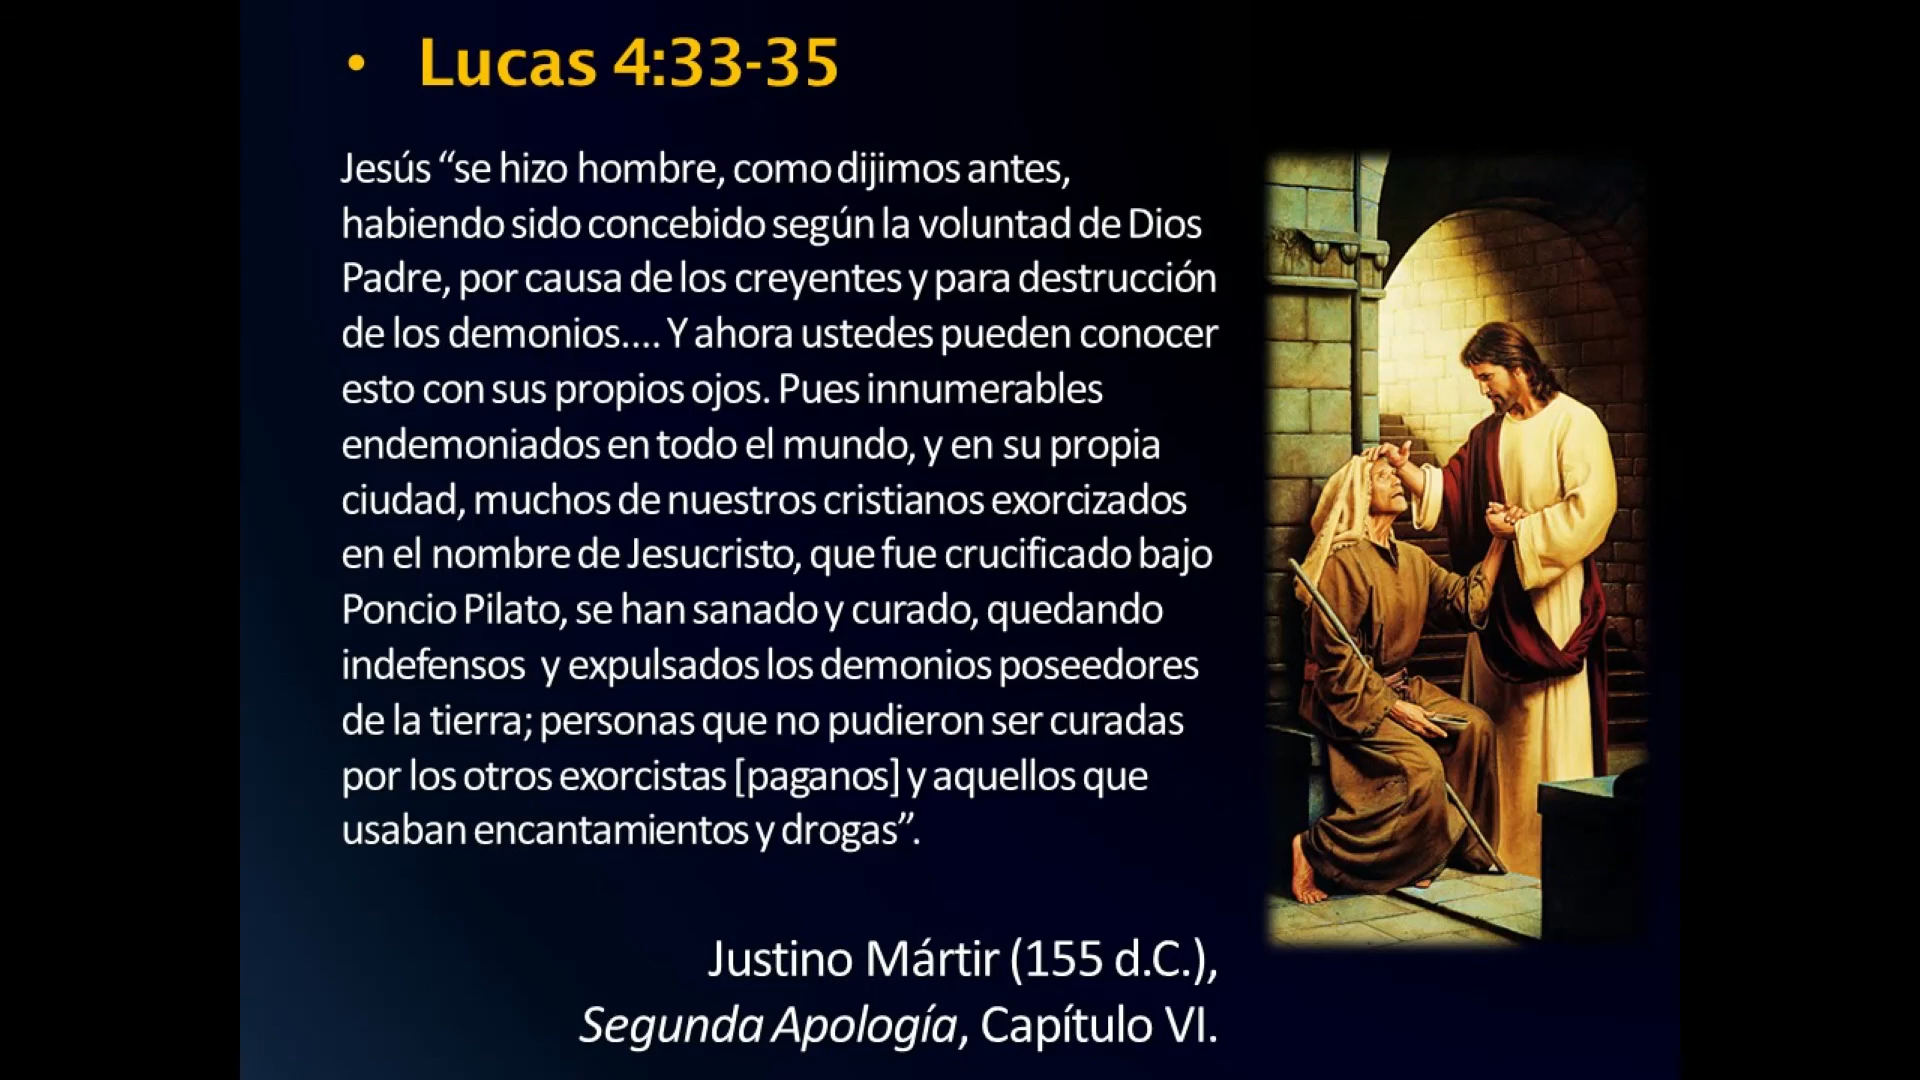 • Lucas 4:33-35
Jesús “se hizo hombre, como dijimos antes,
habiendo sido concebido según la voluntad de Dios
Padre, por causa de los creyentes y para destrucción
de los demonios.... Y ahora ustedes pueden conocer
esto con sus propios ojos. Pues innumerables
endemoniados en todo el mundo, y en su propia
ciudad, muchos de nuestros cristianos exorcizados
en el nombre de Jesucristo, que fue crucificado bajo
Poncio Pilato, se han sanado y curado, quedando
indefensos y expulsados los demonios poseedores
de la tierra; personas que no pudieron ser curadas
por los otros exorcistas [paganos] y aquellos que
usaban encantamientos y drogas”.
Justino Mártir (155 d.C.),
Segunda Apología, Capítulo VI.